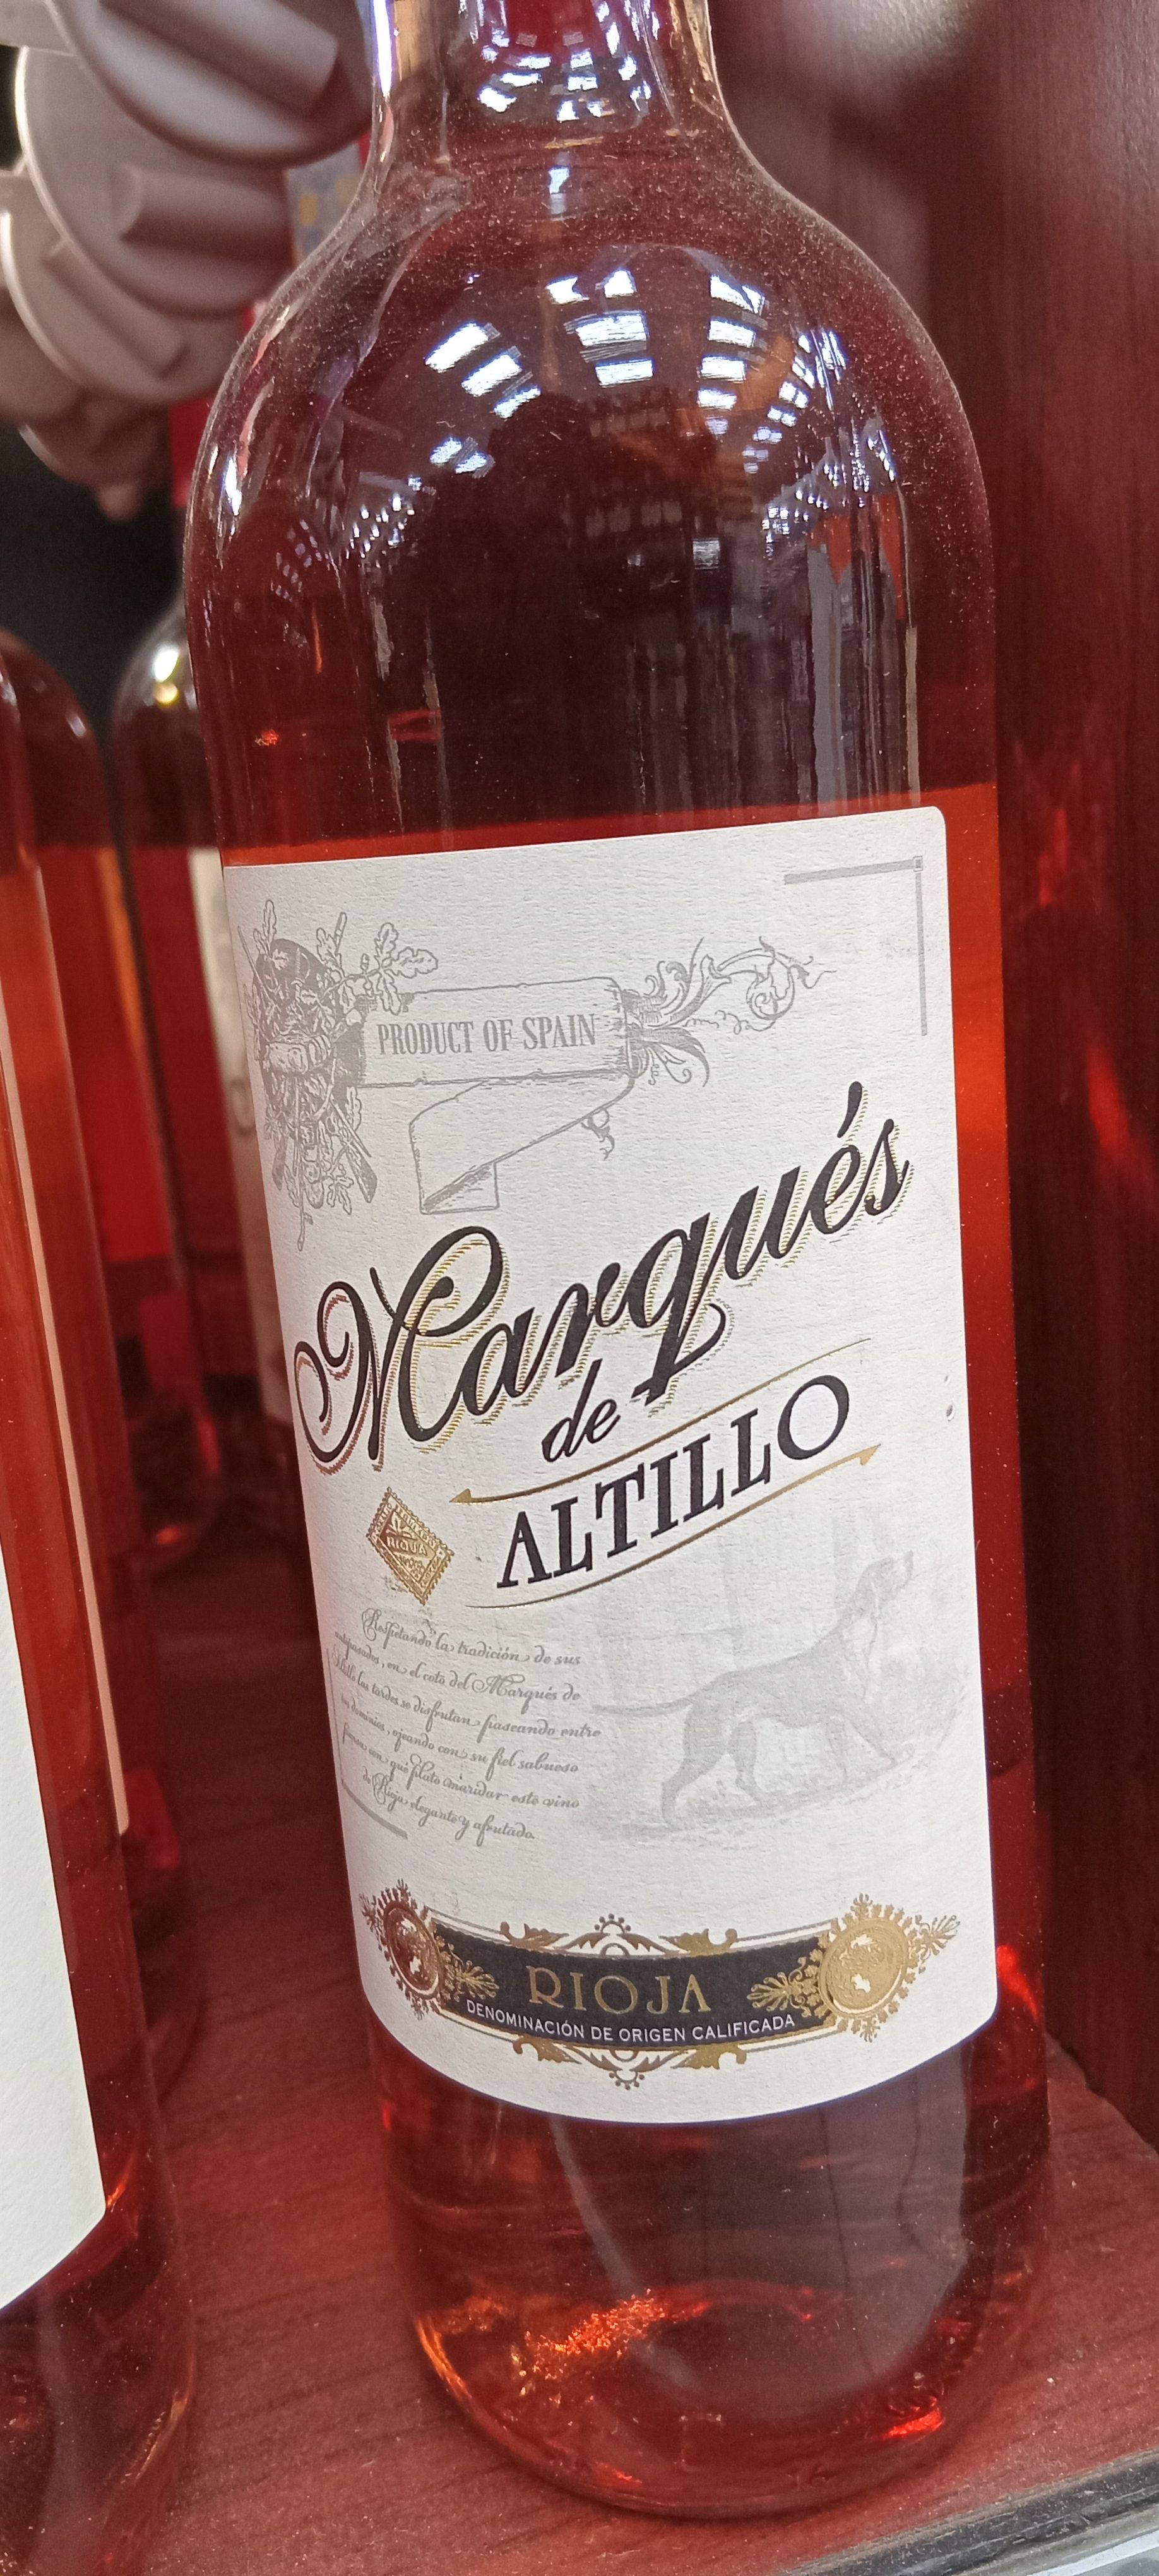 PRODUCT OF SPAIN
Marqués
de
ALTILLO
RIOJA
Respetando la tradición de sus
antepasados, en el coto del Marqués de
Altillo las tardes se disfrutan paseando entre
sus dominios, ojeando con su fiel sabueso
con qué plato maridar este vino
de Rioja elegante y afrutado.
RIOJA
DENOMINACIÓN DE ORIGEN CALIFICADA